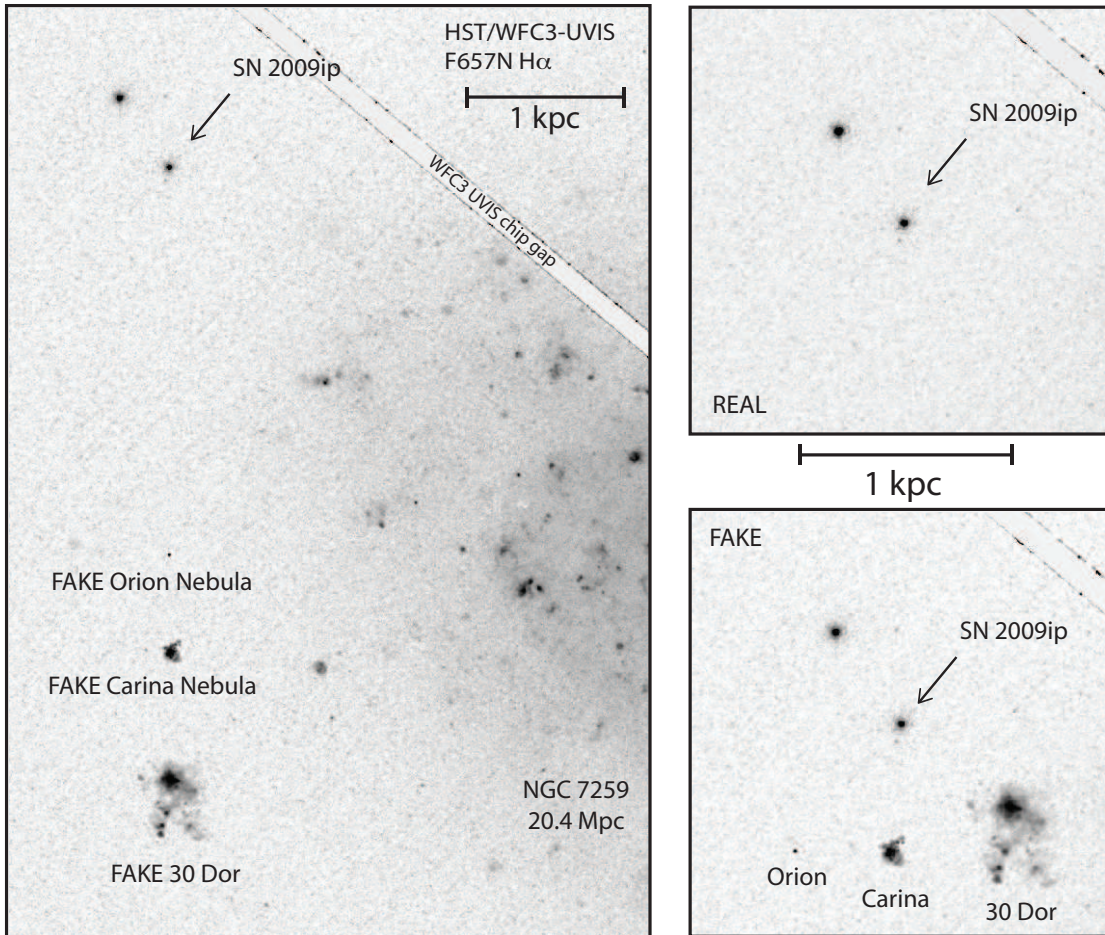 HST/WFC3-UVIS
F657N Hα
SN 2009ip
1 kpc
WFC3 UVIS chip gap
FAKE Orion Nebula
FAKE Carina Nebula
NGC 7259
20.4 Mpc
FAKE 30 Dor
SN 2009ip
REAL
1 kpc
FAKE
SN 2009ip
Orion
Carina
30 Dor